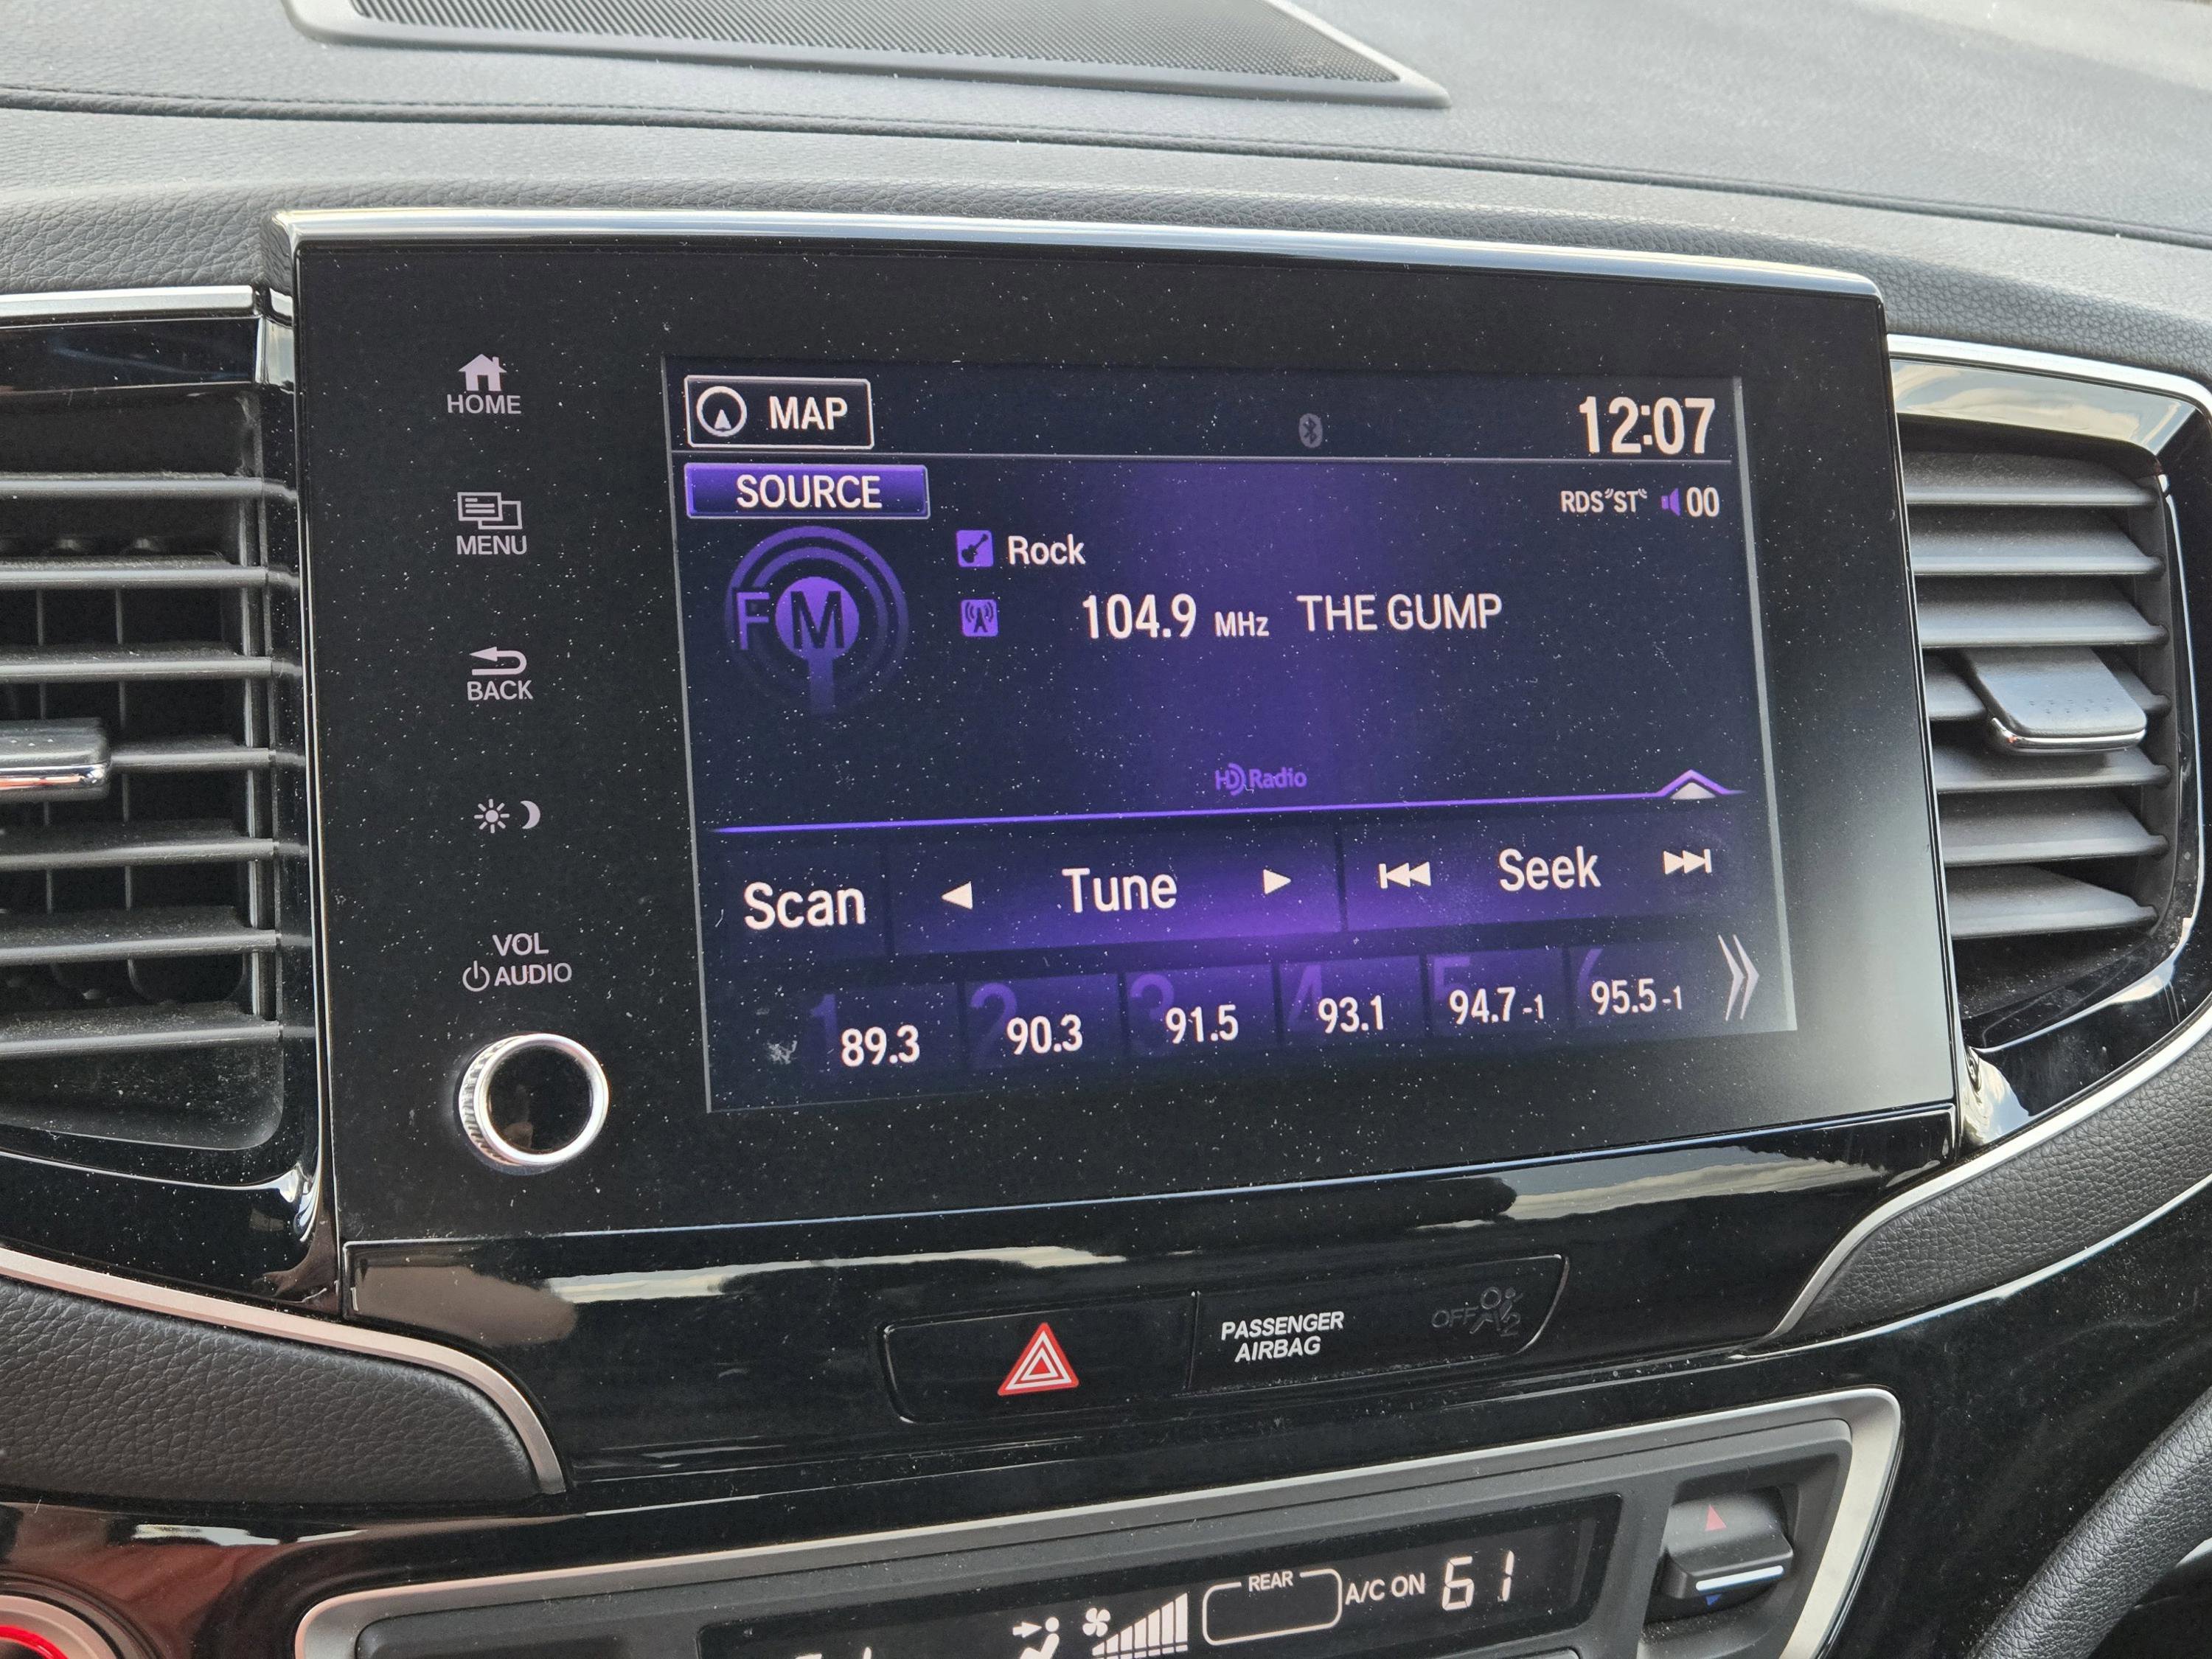 HOME
MENU
BACK
VOL
AUDIO
MAP
12:07
SOURCE
RDS ST 00
FM
Rock
104.9 MHz THE GUMP
HD Radio
Scan Tune Seek
1 89.3 2 90.3 3 91.5 4 93.1 5 94.7-1 6 95.5-1
PASSENGER
AIRBAG
OFF 2
REAR
A/C ON 61